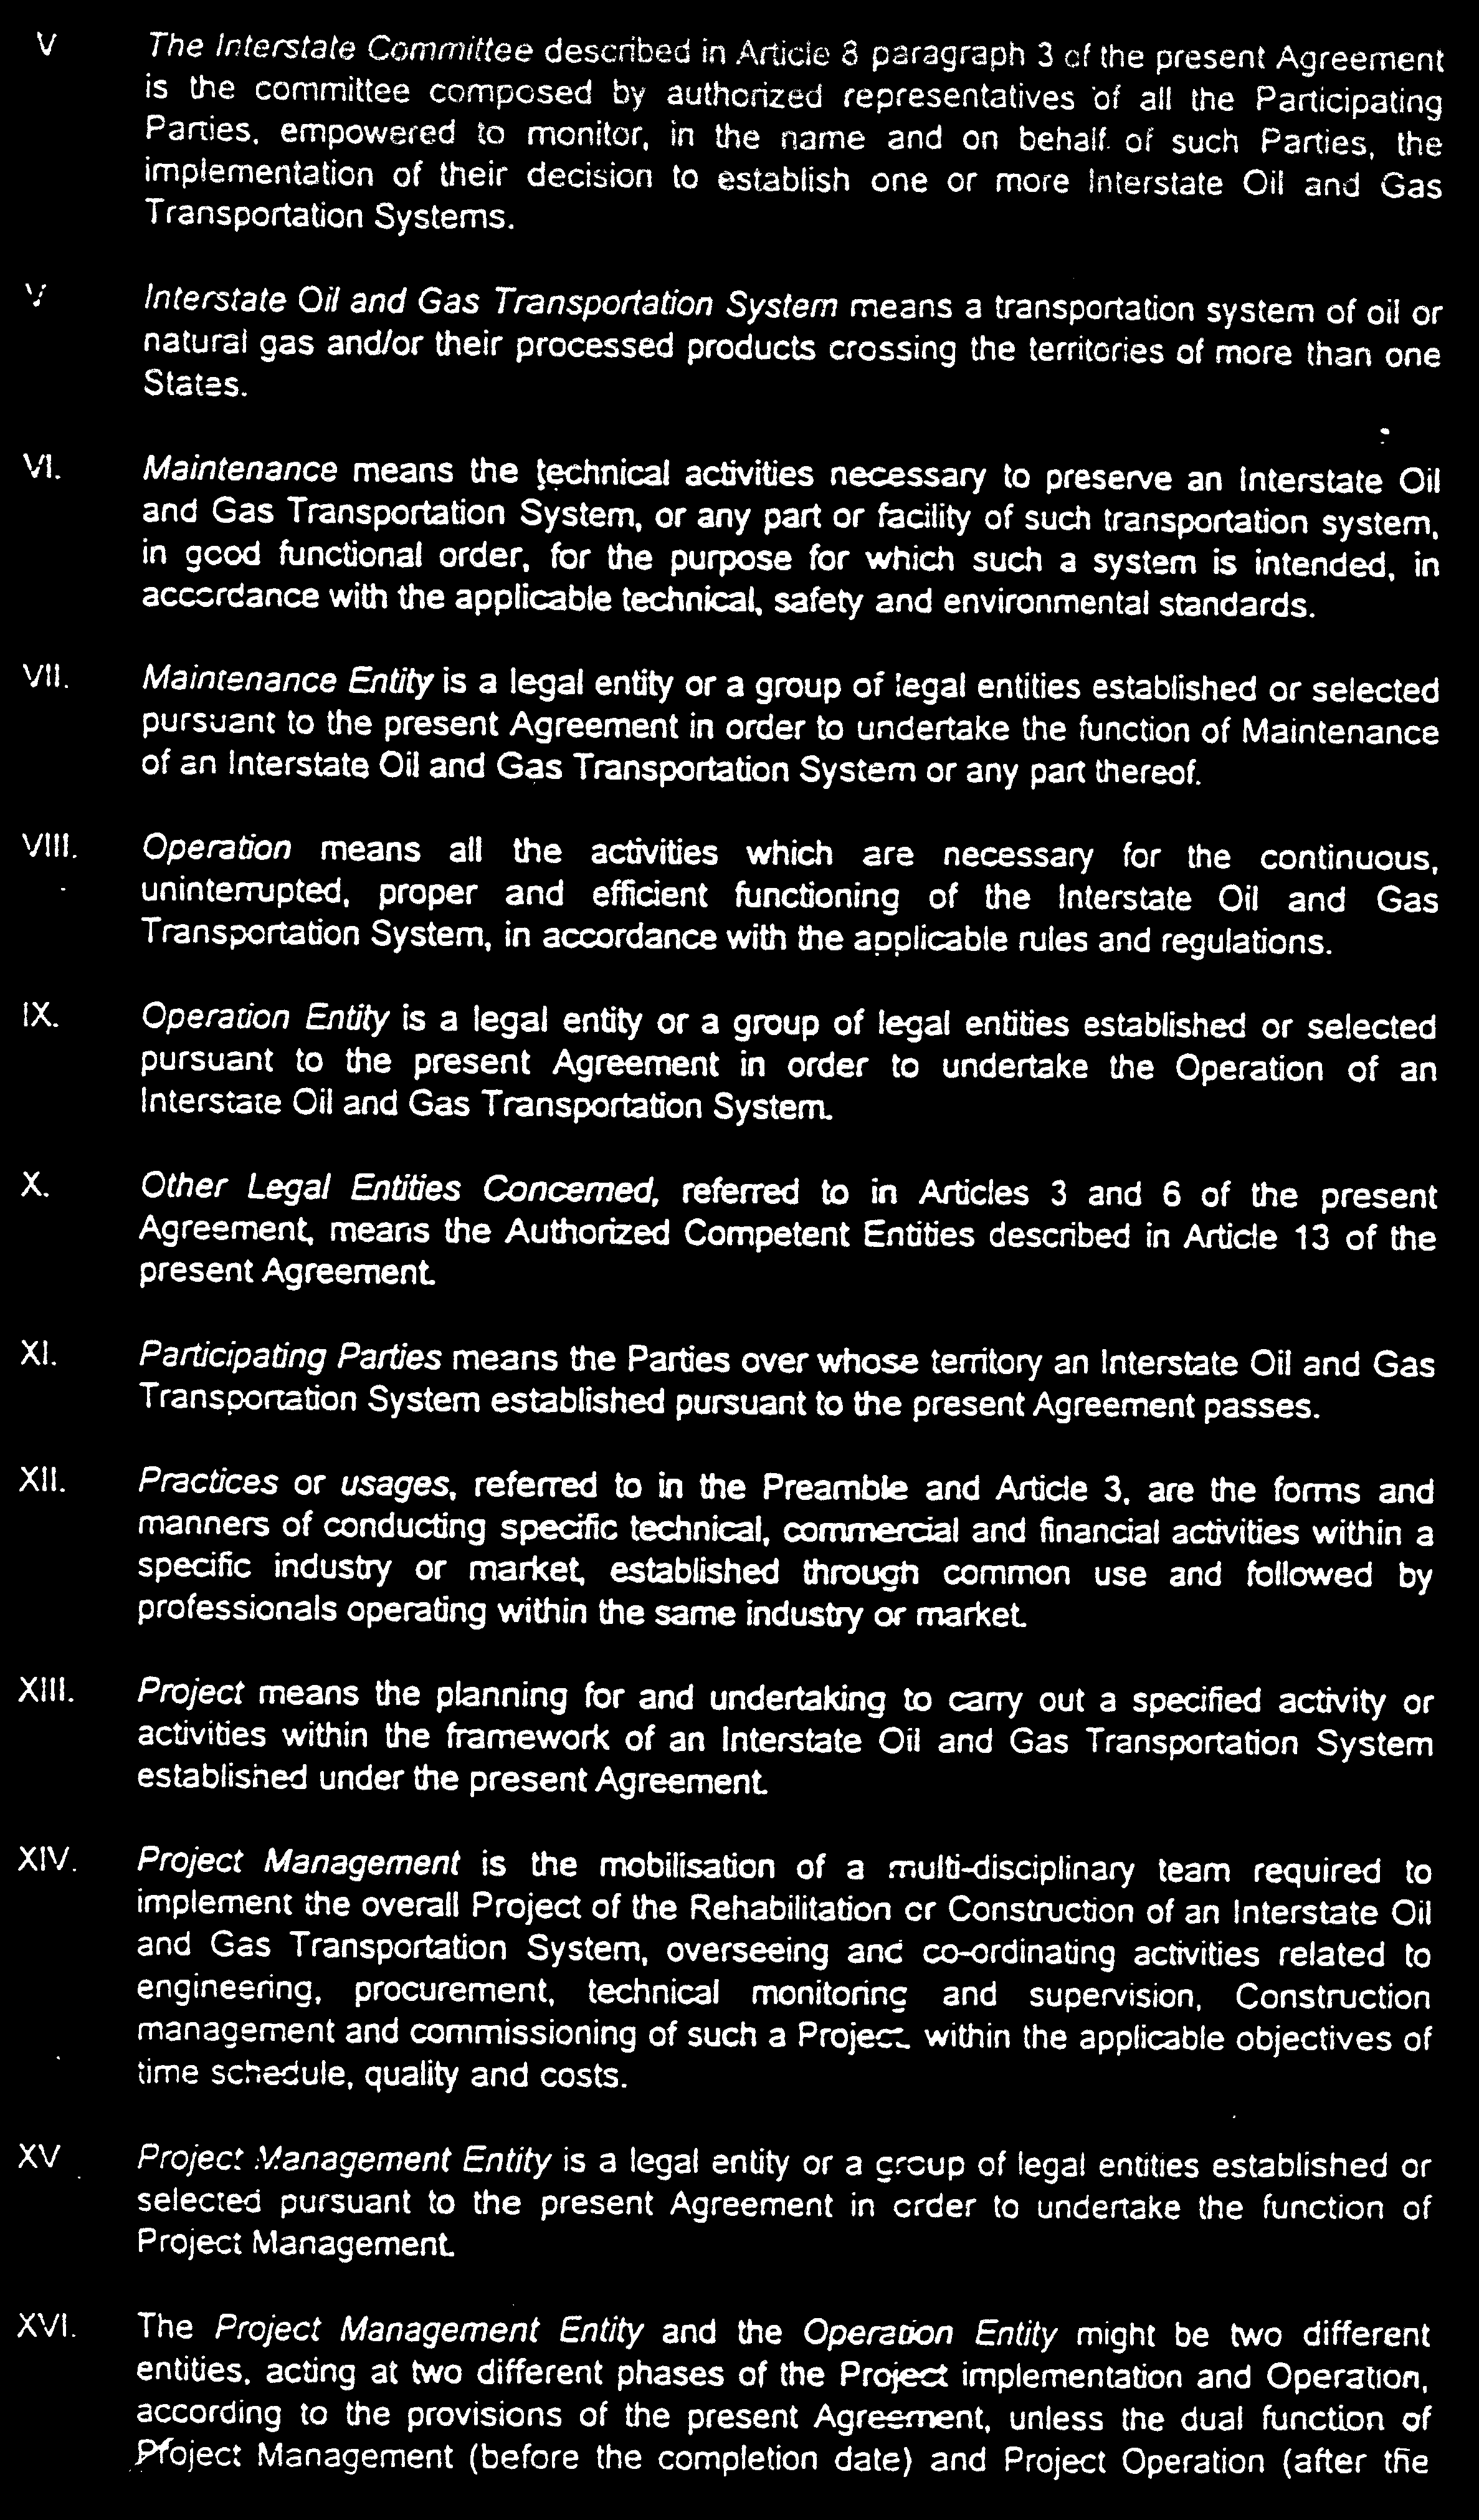 V The Interstate Committee described in Article 8 paragraph 3 of the present Agreement
is the committee composed by authorized representatives of all the Participating
Parties, empowered to monitor, in the name and on behalf of such Parties, the
implementation of their decision to establish one or more Interstate Oil and Gas
Transportation Systems.
V Interstate Oil and Gas Transportation System means a transportation system of oil or
natural gas and/or their processed products crossing the territories of more than one
States.
VI. Maintenance means the technical activities necessary to preserve an Interstate Oil
and Gas Transportation System, or any part or facility of such transportation system,
in good functional order, for the purpose for which such a system is intended, in
accordance with the applicable technical, safety and environmental standards.
VII. Maintenance Entity is a legal entity or a group of legal entities established or selected
pursuant to the present Agreement in order to undertake the function of Maintenance
of an Interstate Oil and Gas Transportation System or any part thereof.
VIII. Operation means all the activities which are necessary for the continuous,
uninterrupted, proper and efficient functioning of the Interstate Oil and Gas
Transportation System, in accordance with the applicable rules and regulations.
IX. Operation Entity is a legal entity or a group of legal entities established or selected
pursuant to the present Agreement in order to undertake the Operation of an
Interstate Oil and Gas Transportation System.
X. Other Legal Entities Concerned, referred to in Articles 3 and 6 of the present
Agreement, means the Authorized Competent Entities described in Article 13 of the
present Agreement.
XI. Participating Parties means the Parties over whose territory an Interstate Oil and Gas
Transportation System established pursuant to the present Agreement passes.
XII. Practices or usages, referred to in the Preamble and Article 3, are the forms and
manners of conducting specific technical, commercial and financial activities within a
specific industry or market, established through common use and followed by
professionals operating within the same industry or market.
XIII. Project means the planning for and undertaking to carry out a specified activity or
activities within the framework of an Interstate Oil and Gas Transportation System
established under the present Agreement.
XIV. Project Management is the mobilisation of a multi-disciplinary team required to
implement the overall Project of the Rehabilitation or Construction of an Interstate Oil
and Gas Transportation System, overseeing and co-ordinating activities related to
engineering, procurement, technical monitoring and supervision, Construction
management and commissioning of such a Project, within the applicable objectives of
time schedule, quality and costs.
XV Project Management Entity is a legal entity or a group of legal entities established or
selected pursuant to the present Agreement in order to undertake the function of
Project Management.
XVI. The Project Management Entity and the Operation Entity might be two different
entities, acting at two different phases of the Project implementation and Operation,
according to the provisions of the present Agreement, unless the dual function of
Project Management (before the completion date) and Project Operation (after the